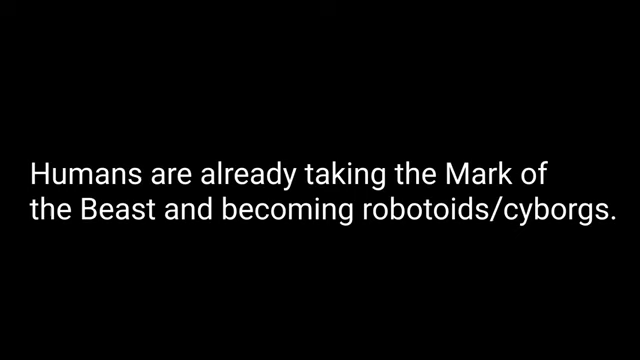 Humans are already taking the Mark of
the Beast and becoming robotoids/cyborgs.